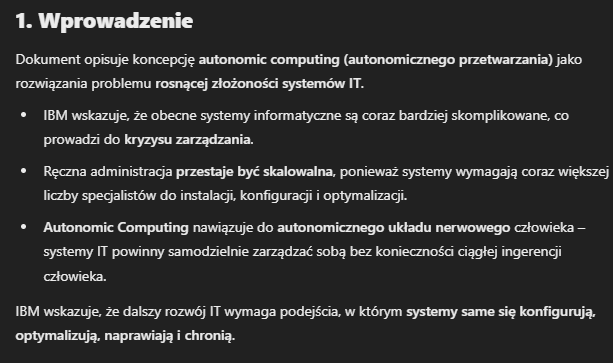 1. Wprowadzenie
Dokument opisuje koncepcję autonomic computing (autonomicznego przetwarzania) jako
rozwiązania problemu rosnącej złożoności systemów IT.
• IBM wskazuje, że obecne systemy informatyczne są coraz bardziej skomplikowane, co
prowadzi do kryzysu zarządzania.
• Ręczna administracja przestaje być skalowalna, ponieważ systemy wymagają coraz większej
liczby specjalistów do instalacji, konfiguracji i optymalizacji.
• Autonomic Computing nawiązuje do autonomicznego układu nerwowego człowieka –
systemy IT powinny samodzielnie zarządzać sobą bez konieczności ciągłej ingerencji
człowieka.
IBM wskazuje, że dalszy rozwój IT wymaga podejścia, w którym systemy same się konfigurują,
optymalizują, naprawiają i chronią.